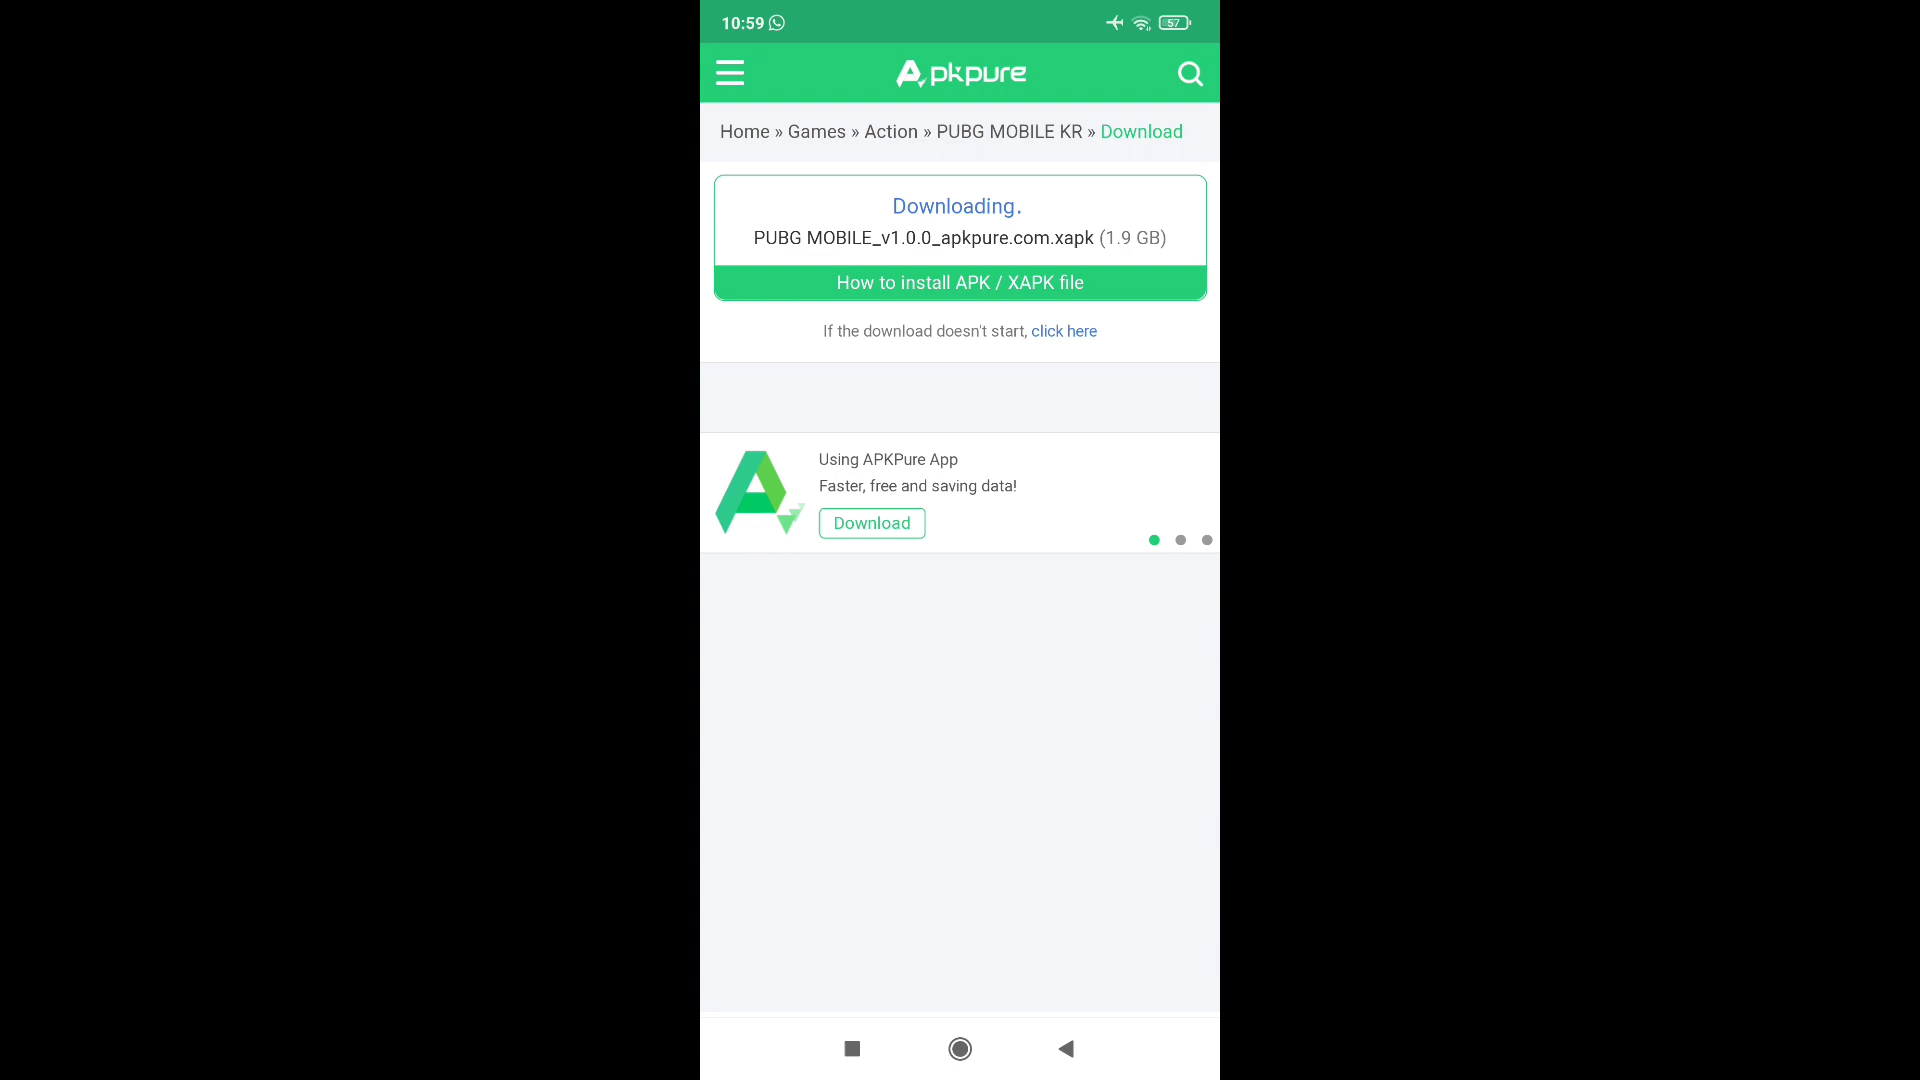 10:59
57
Apkpure
Home » Games » Action » PUBG MOBILE KR » Download
Downloading.
PUBG MOBILE_v1.0.0_apkpure.com.xapk (1.9 GB)
How to install APK / XAPK file
If the download doesn't start, click here
Using APKPure App
Faster, free and saving data!
Download